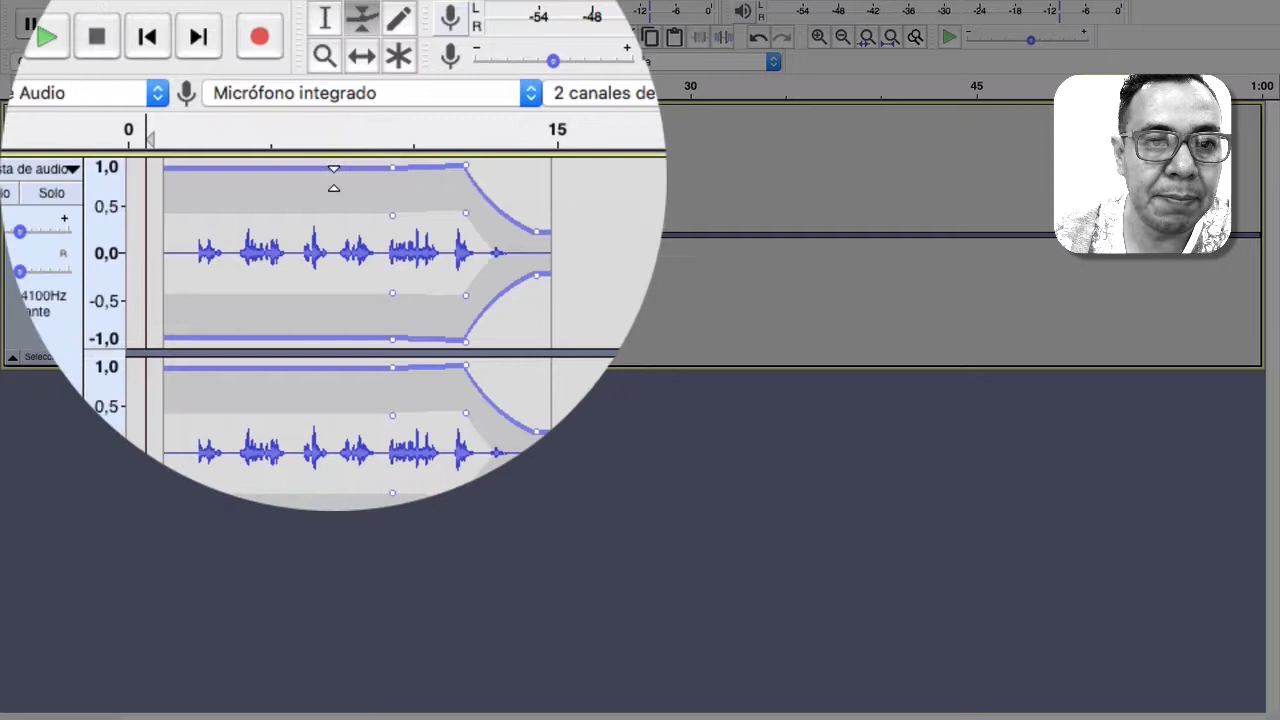 L
R
-54 -48
-12 -6 0
L
R
-54 -48 -42 -36 -30 -24 -18 -12 -6 0
- +
- +
Audio Micrófono integrado 2 canales de
0 15 30 45 1:00
sta de audio
Solo
+
R
4100Hz
ante
Selecc
1,0
0,5
0,0
-0,5
-1,0
1,0
0,5